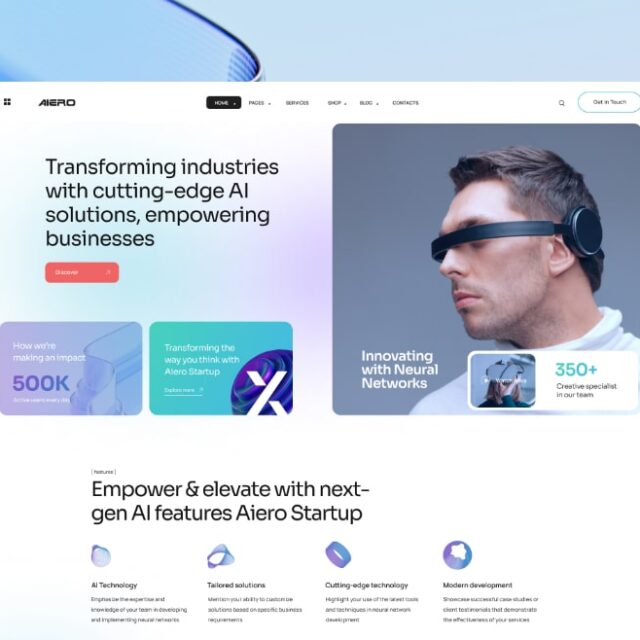 AIERO
HOME
PAGES
SERVICES
SHOP
BLOG
CONTACTS
Get in Touch
Transforming industries
with cutting-edge AI
solutions, empowering
businesses
Discover
How we're
making an impact
500K
Active users every day
Transforming the
way you think with
Aiero Startup
Explore more
Innovating
with Neural
Networks
350+
Creative specialist
in our team
[ features ]
Empower & elevate with next-
gen AI features Aiero Startup
AI Technology
Emphasize the expertise and
knowledge of your team in developing
and implementing neural networks
Tailored solutions
Mention your ability to customize
solutions based on specific business
requirements
Cutting-edge technology
Highlight your use of the latest tools
and techniques in neural network
development
Modern development
Showcase successful case studies or
client testimonials that demonstrate
the effectiveness of your services